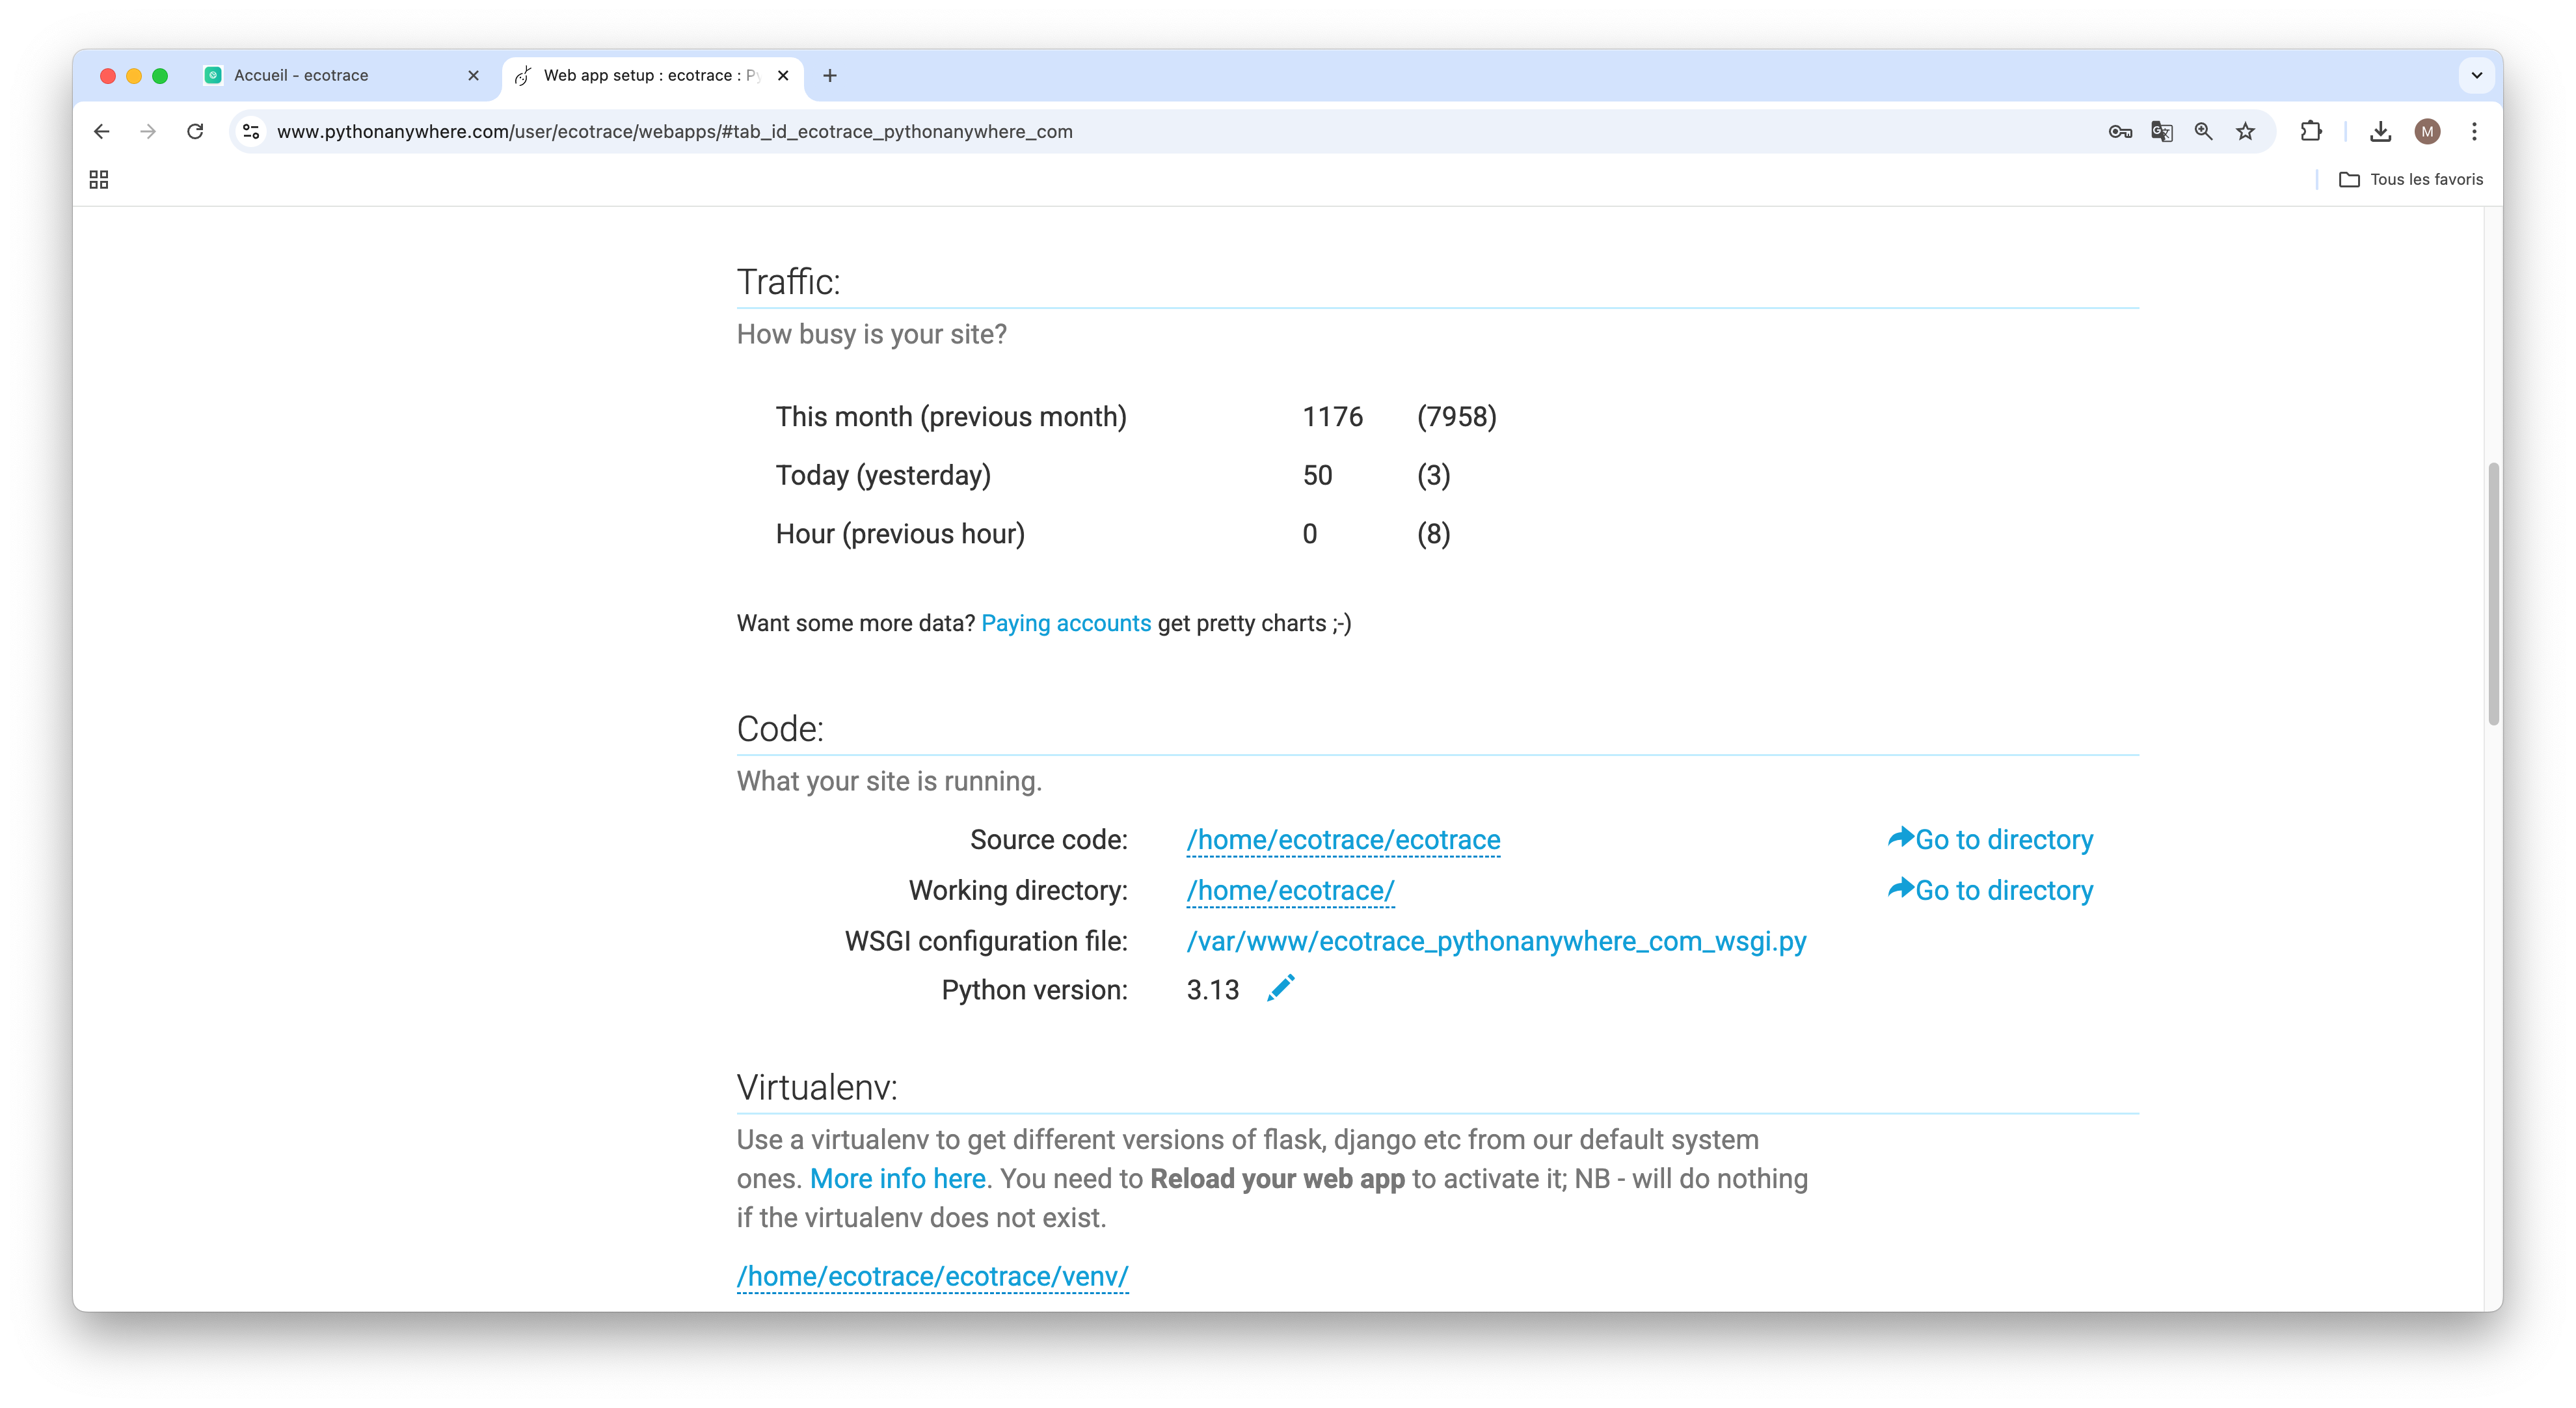 Accueil - ecotrace
Web app setup : ecotrace :
www.pythonanywhere.com/user/ecotrace/webapps/#tab_id_ecotrace_pythonanywhere_com
M
Tous les favoris
Traffic:
How busy is your site?
This month (previous month) 1176 (7958)
Today (yesterday) 50 (3)
Hour (previous hour) 0 (8)
Want some more data? Paying accounts get pretty charts ;-)
Code:
What your site is running.
Source code: /home/ecotrace/ecotrace Go to directory
Working directory: /home/ecotrace/ Go to directory
WSGI configuration file: /var/www/ecotrace_pythonanywhere_com_wsgi.py
Python version: 3.13
Virtualenv:
Use a virtualenv to get different versions of flask, django etc from our default system
ones. More info here. You need to Reload your web app to activate it; NB - will do nothing
if the virtualenv does not exist.
/home/ecotrace/ecotrace/venv/